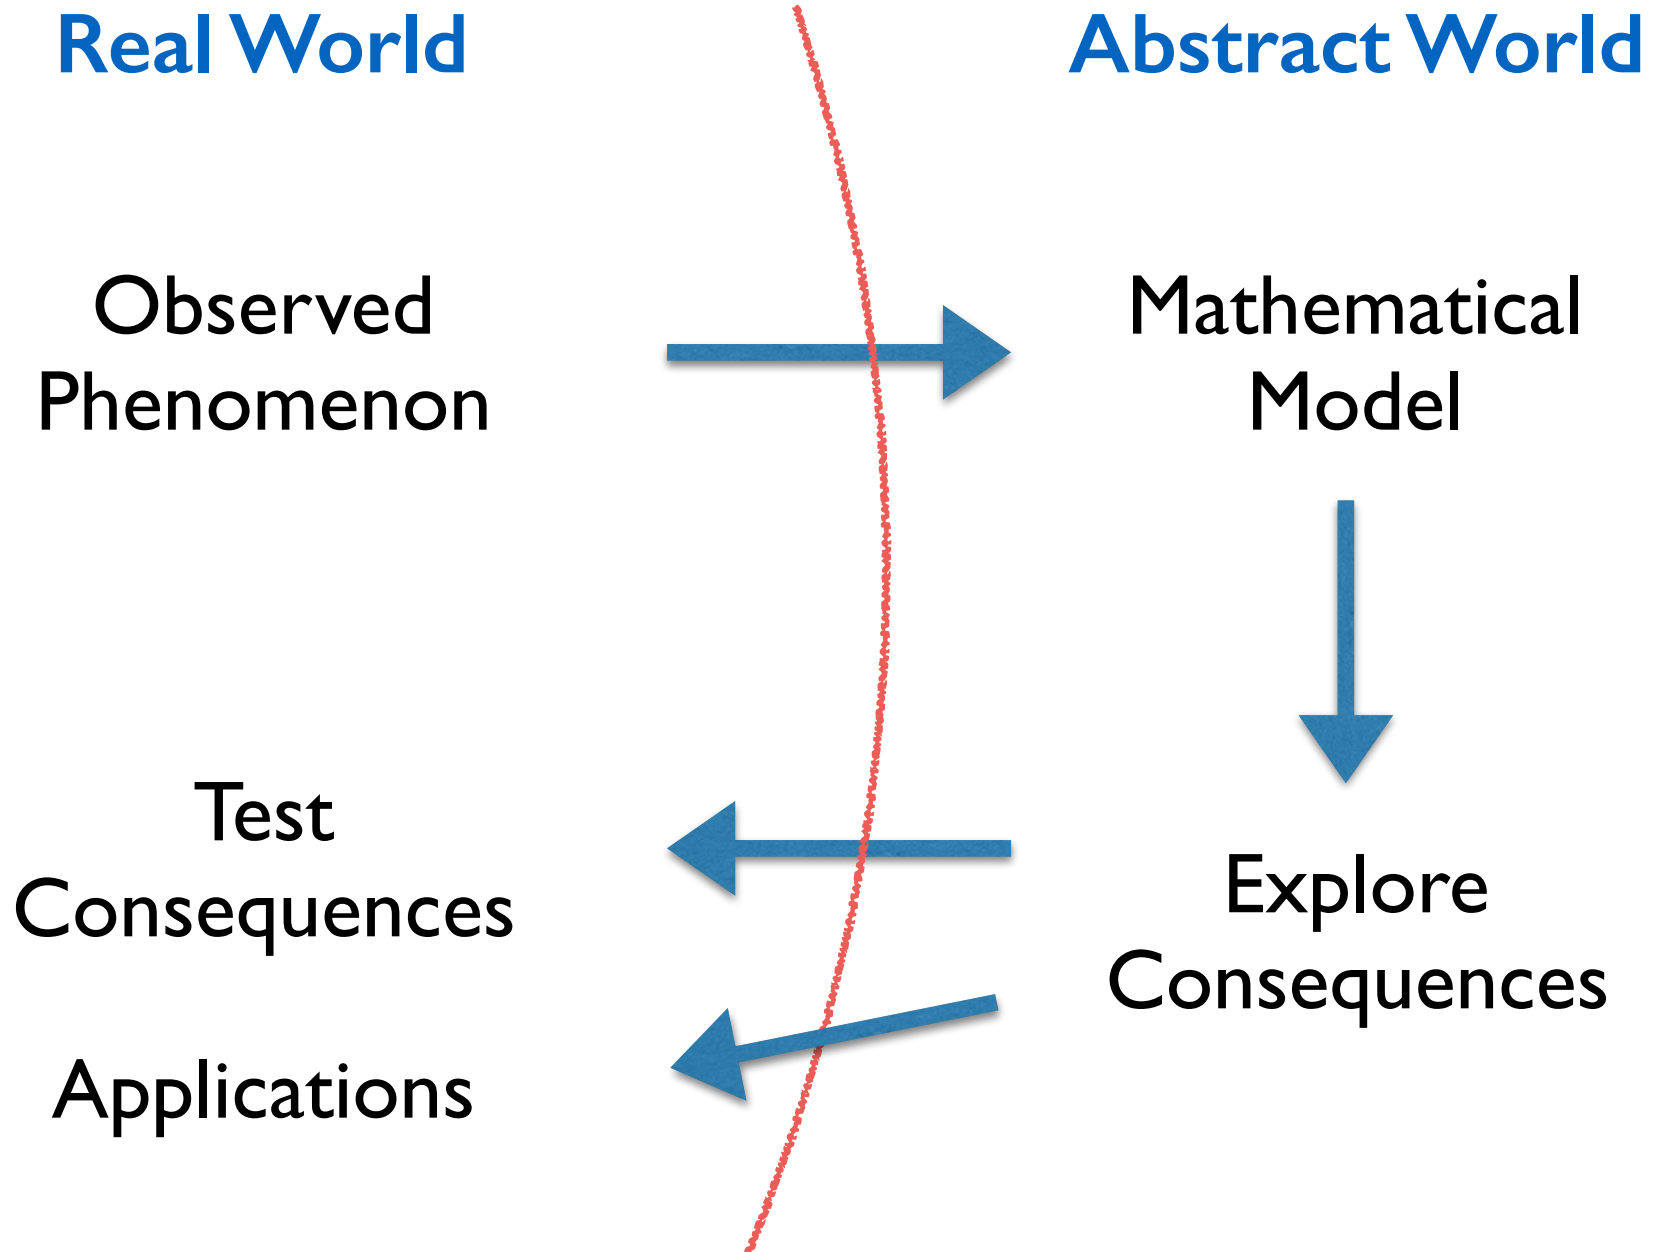 Real World
Abstract World
Observed
Phenomenon
Mathematical
Model
Test
Consequences
Explore
Consequences
Applications